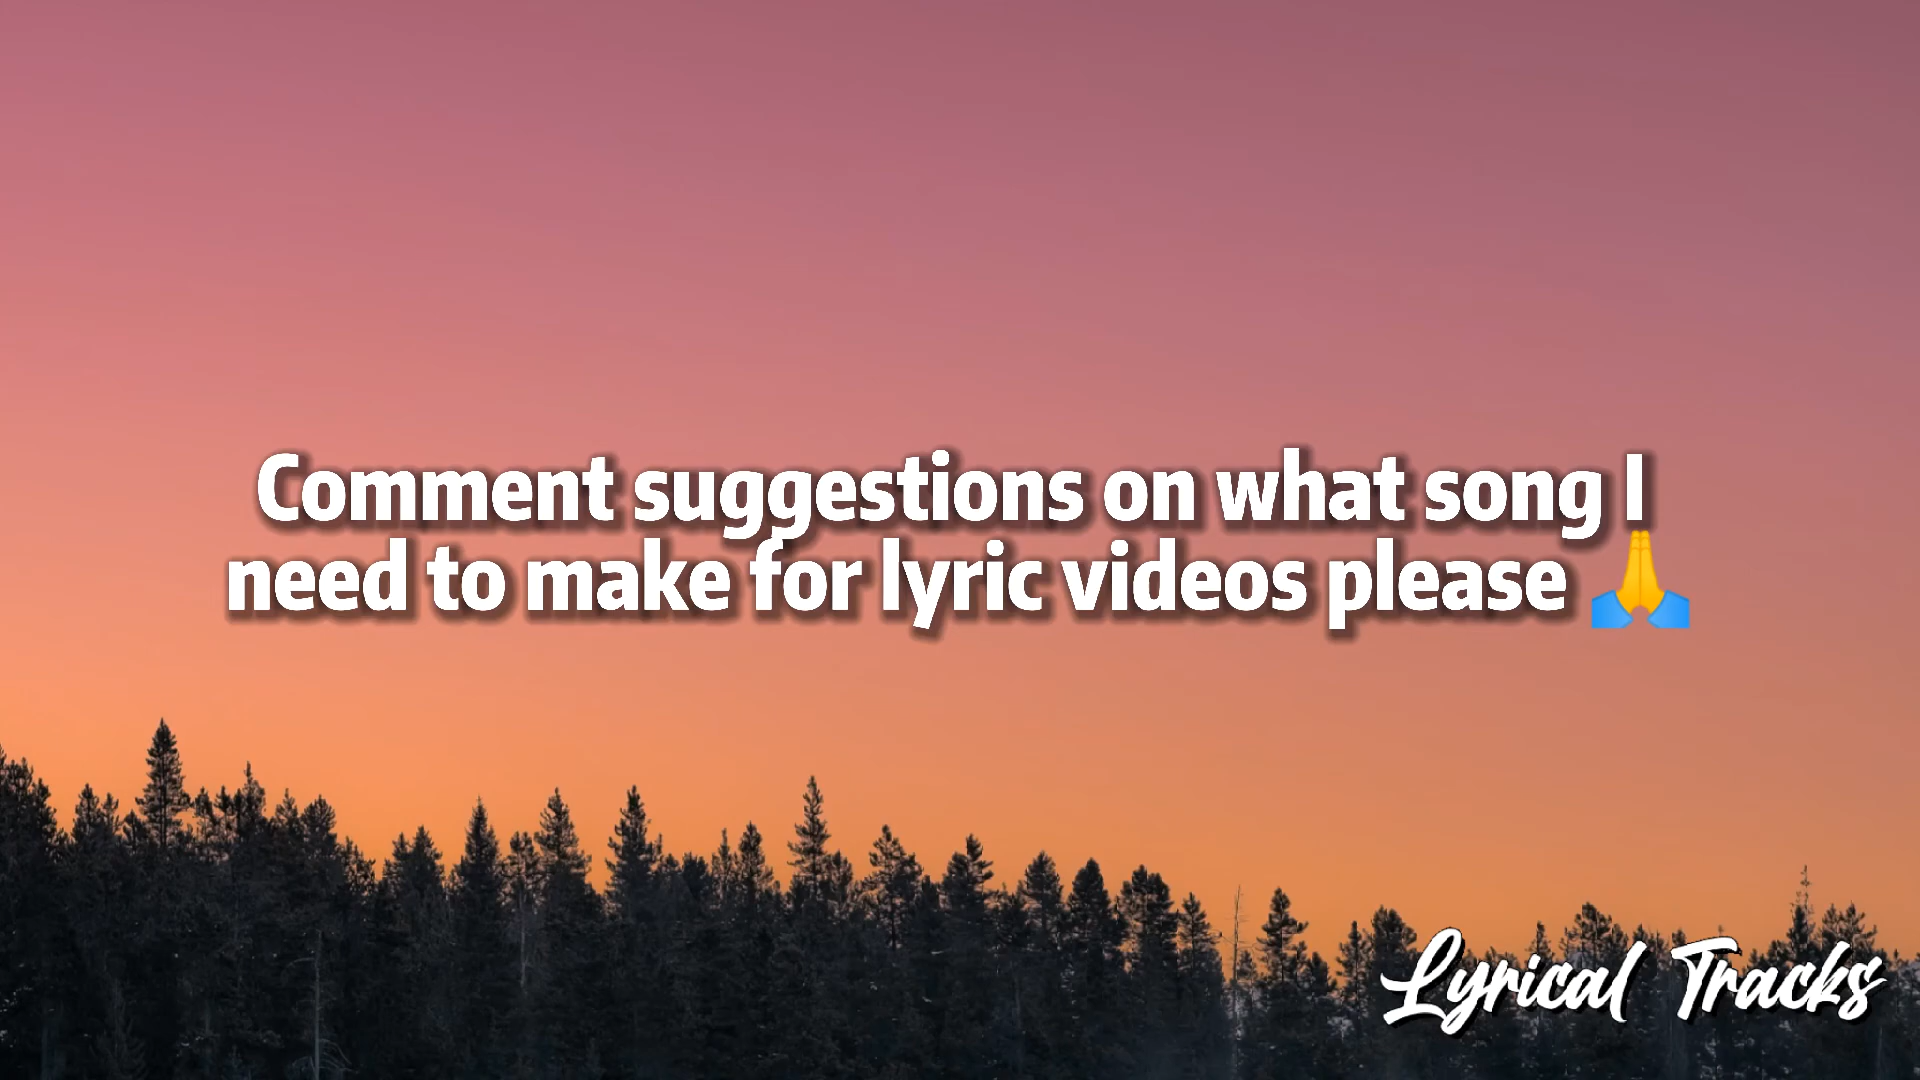 Comment suggestions on what song I
need to make for lyric videos please 🙏
Lyrical Tracks